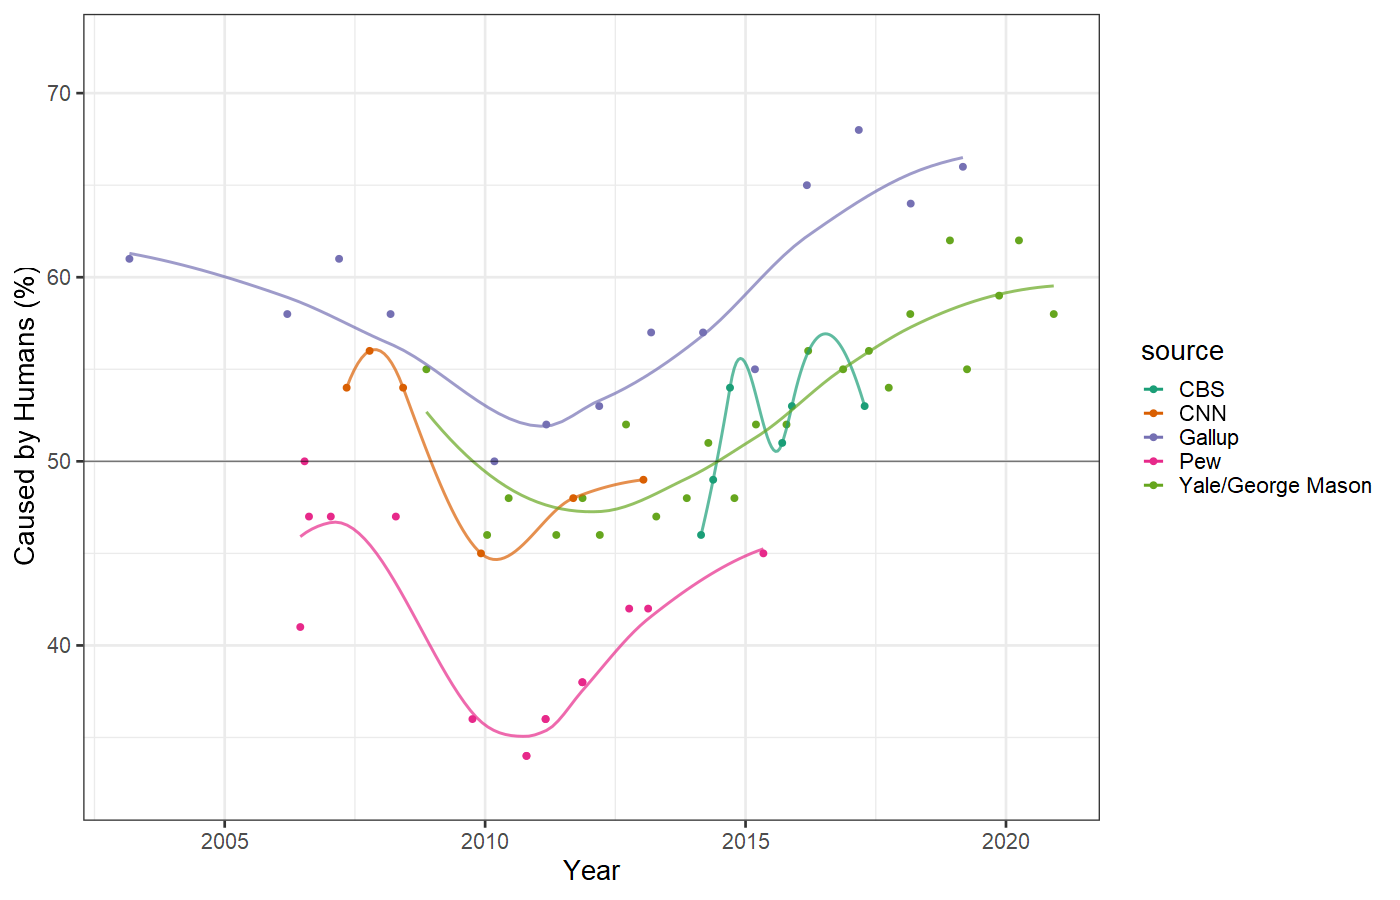 70
60
50
40
Caused by Humans (%)
2005 2010 2015 2020
Year
source
CBS
CNN
Gallup
Pew
Yale/George Mason